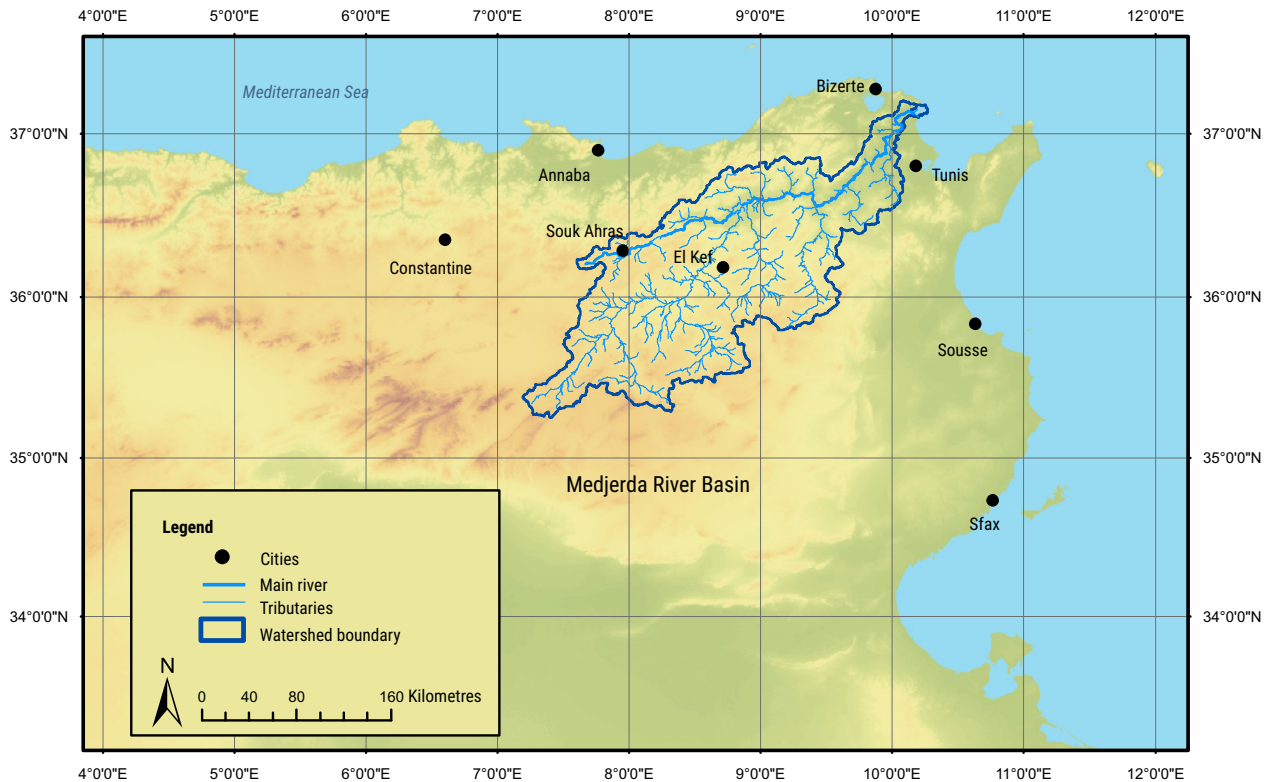 4°0'0"E 5°0'0"E 6°0'0"E 7°0'0"E 8°0'0"E 9°0'0"E 10°0'0"E 11°0'0"E 12°0'0"E
Mediterranean Sea
Bizerte
37°0'0"N 37°0'0"N
Annaba
Tunis
Souk Ahras
El Kef
Constantine
36°0'0"N 36°0'0"N
Sousse
35°0'0"N 35°0'0"N
Medjerda River Basin
Sfax
Legend
Cities
Main river
Tributaries
Watershed boundary
34°0'0"N 34°0'0"N
N
0 40 80 160 Kilometres
4°0'0"E 5°0'0"E 6°0'0"E 7°0'0"E 8°0'0"E 9°0'0"E 10°0'0"E 11°0'0"E 12°0'0"E